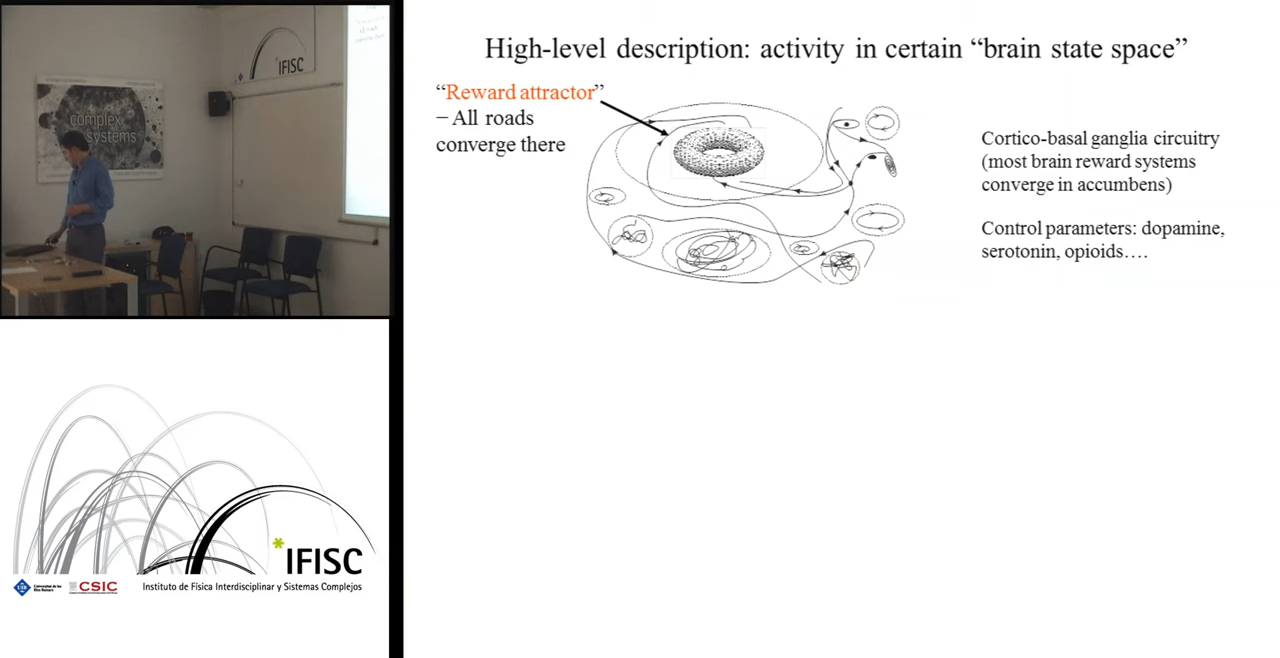 High-level description: activity in certain “brain state space”
“Reward attractor”
– All roads
converge there
Cortico-basal ganglia circuitry
(most brain reward systems
converge in accumbens)
Control parameters: dopamine,
serotonin, opioids….
IFISC
complex
systems
IFISC
UIB
CSIC
Instituto de Física Interdisciplinar y Sistemas Complejos